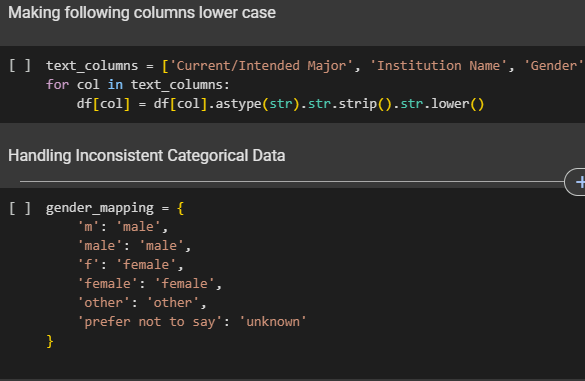 Making following columns lower case
[ ] text_columns = ['Current/Intended Major', 'Institution Name', 'Gender'
for col in text_columns:
    df[col] = df[col].astype(str).str.strip().str.lower()
Handling Inconsistent Categorical Data
[ ] gender_mapping = {
    'm': 'male',
    'male': 'male',
    'f': 'female',
    'female': 'female',
    'other': 'other',
    'prefer not to say': 'unknown'
}